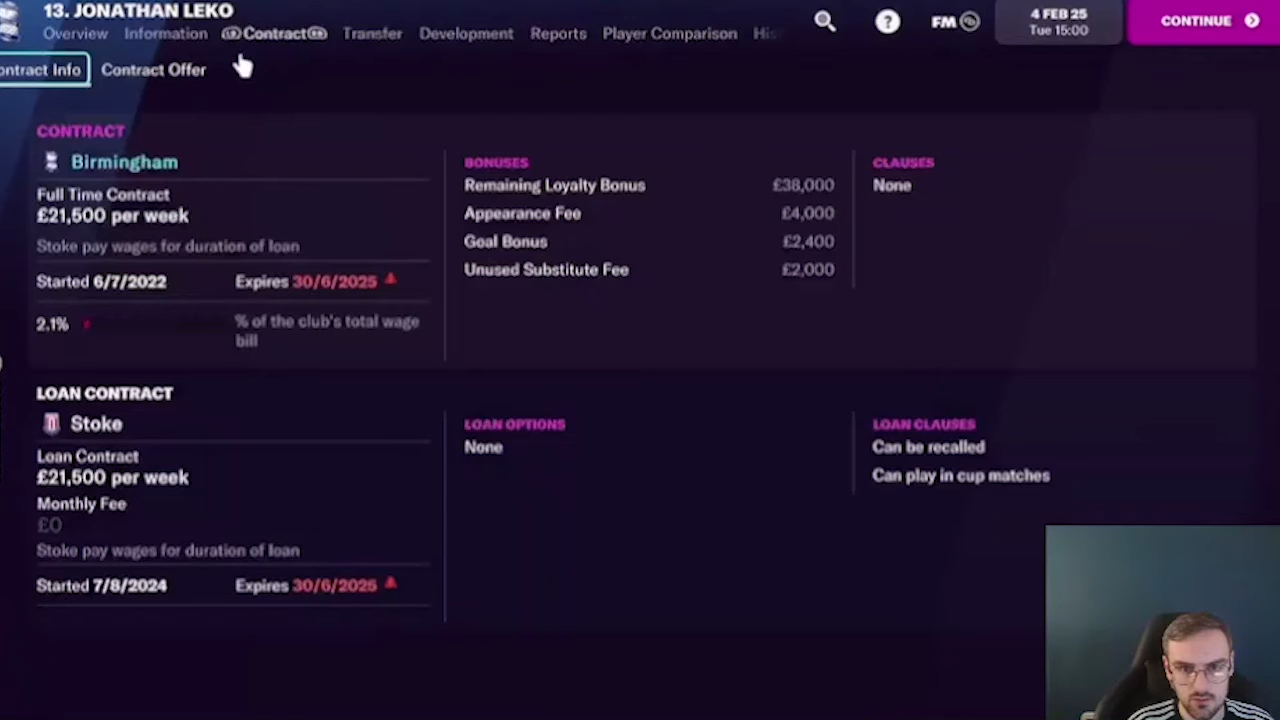 13. JONATHAN LEKO
Overview Information Contract Transfer Development Reports Player Comparison His
FM
4 FEB 25
Tue 15:00
CONTINUE
ontract Info Contract Offer
CONTRACT
Birmingham
Full Time Contract
£21,500 per week
Stoke pay wages for duration of loan
Started 6/7/2022 Expires 30/6/2025
2.1% % of the club's total wage
bill
BONUSES
Remaining Loyalty Bonus £38,000
Appearance Fee £4,000
Goal Bonus £2,400
Unused Substitute Fee £2,000
CLAUSES
None
LOAN CONTRACT
Stoke
Loan Contract
£21,500 per week
Monthly Fee
£0
Stoke pay wages for duration of loan
Started 7/8/2024 Expires 30/6/2025
LOAN OPTIONS
None
LOAN CLAUSES
Can be recalled
Can play in cup matches